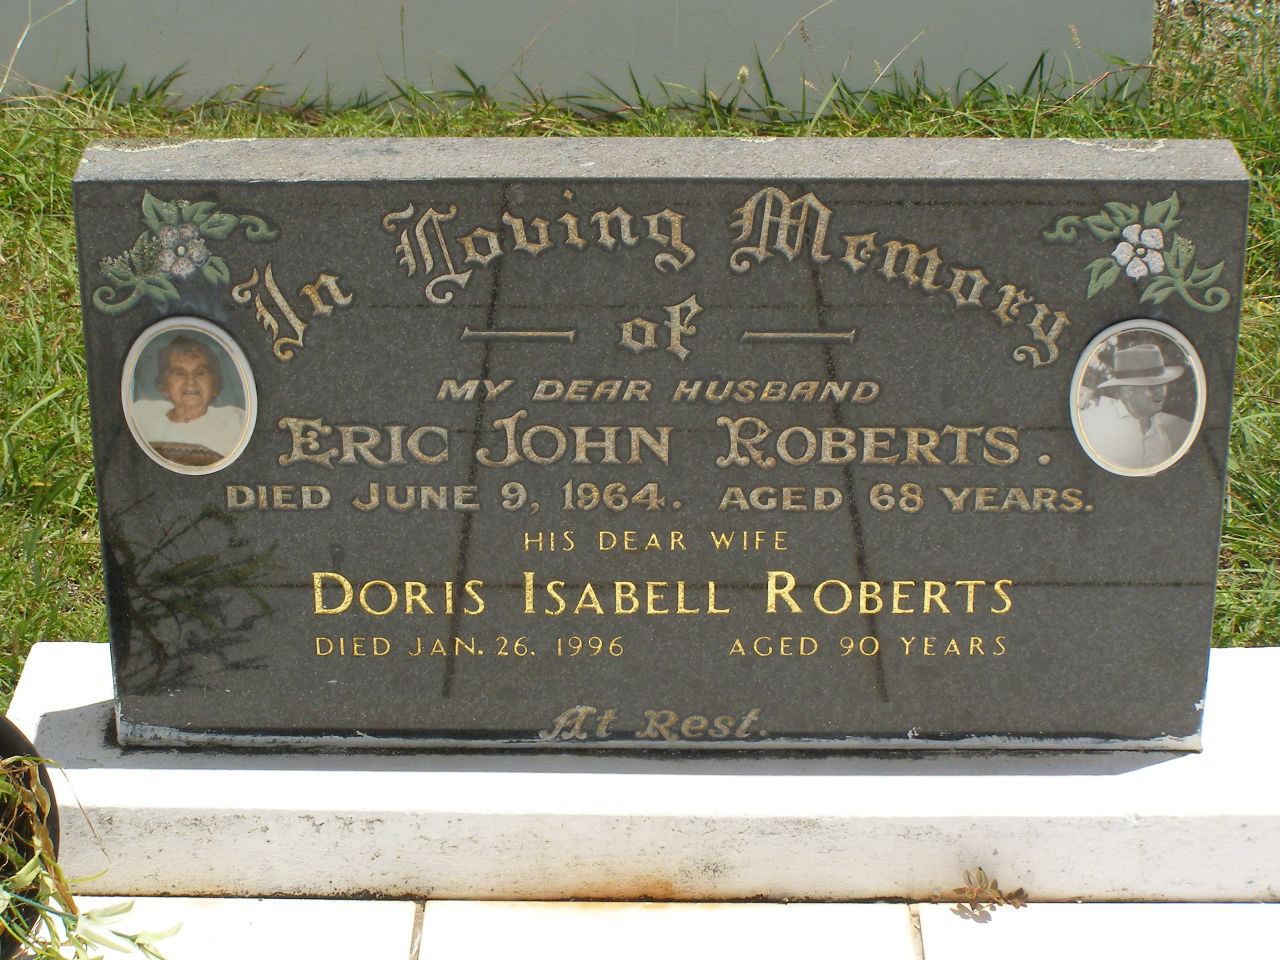 In Loving Memory
of
MY DEAR HUSBAND
ERIC JOHN ROBERTS.
DIED JUNE 9, 1964. AGED 68 YEARS.
HIS DEAR WIFE
DORIS ISABELL ROBERTS
DIED JAN. 26. 1996 AGED 90 YEARS
At Rest.